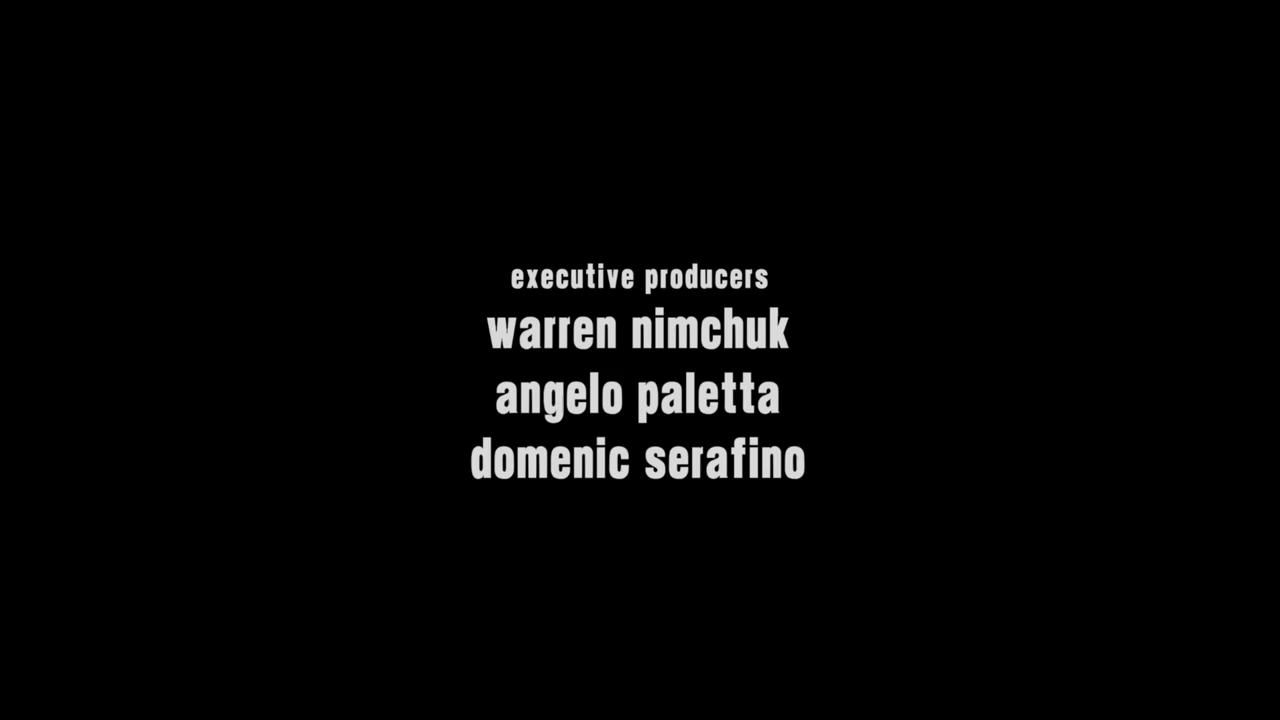 executive producers
warren nimchuk
angelo paletta
domenic serafino